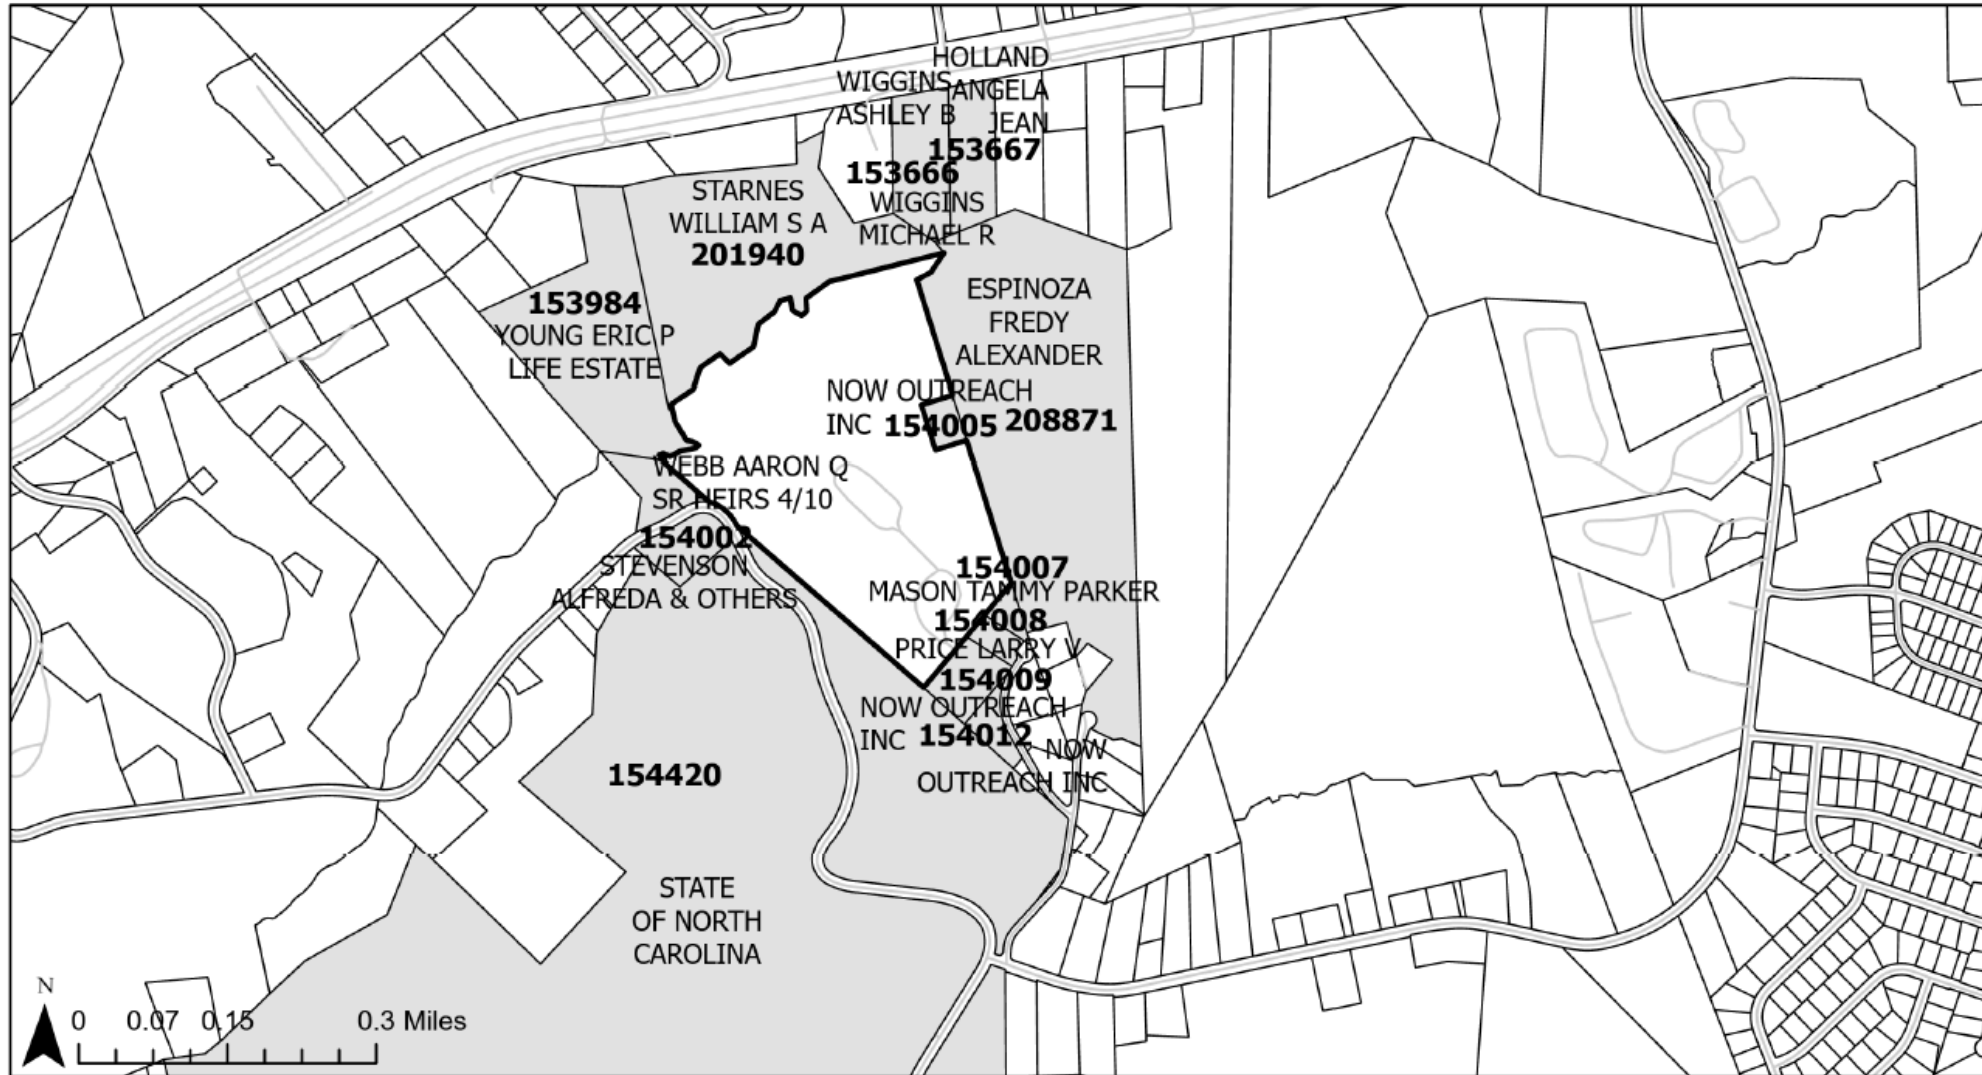 HOLLAND
ANGELA
JEAN
153667
WIGGINS
ASHLEY B
153666
WIGGINS
MICHAEL R
STARNES
WILLIAM S A
201940
153984
YOUNG ERIC P
LIFE ESTATE
ESPINOZA
FREDY
ALEXANDER
208871
NOW OUTREACH
INC 154005
WEBB AARON Q
SR HEIRS 4/10
154002
STEVENSON
ALFREDA & OTHERS
154007
MASON TAMMY PARKER
154008
PRICE LARRY V
154009
NOW OUTREACH
INC 154012
NOW
OUTREACH INC
154420
STATE
OF NORTH
CAROLINA
N
0 0.07 0.15 0.3 Miles